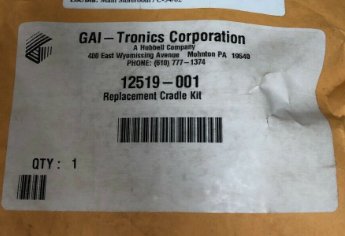 GAI-Tronics Corporation
A Hubbell Company
400 East Wyomissing Avenue Mohnton PA 19540
PHONE: (610) 777-1374
12519-001
Replacement Cradle Kit
QTY: 1